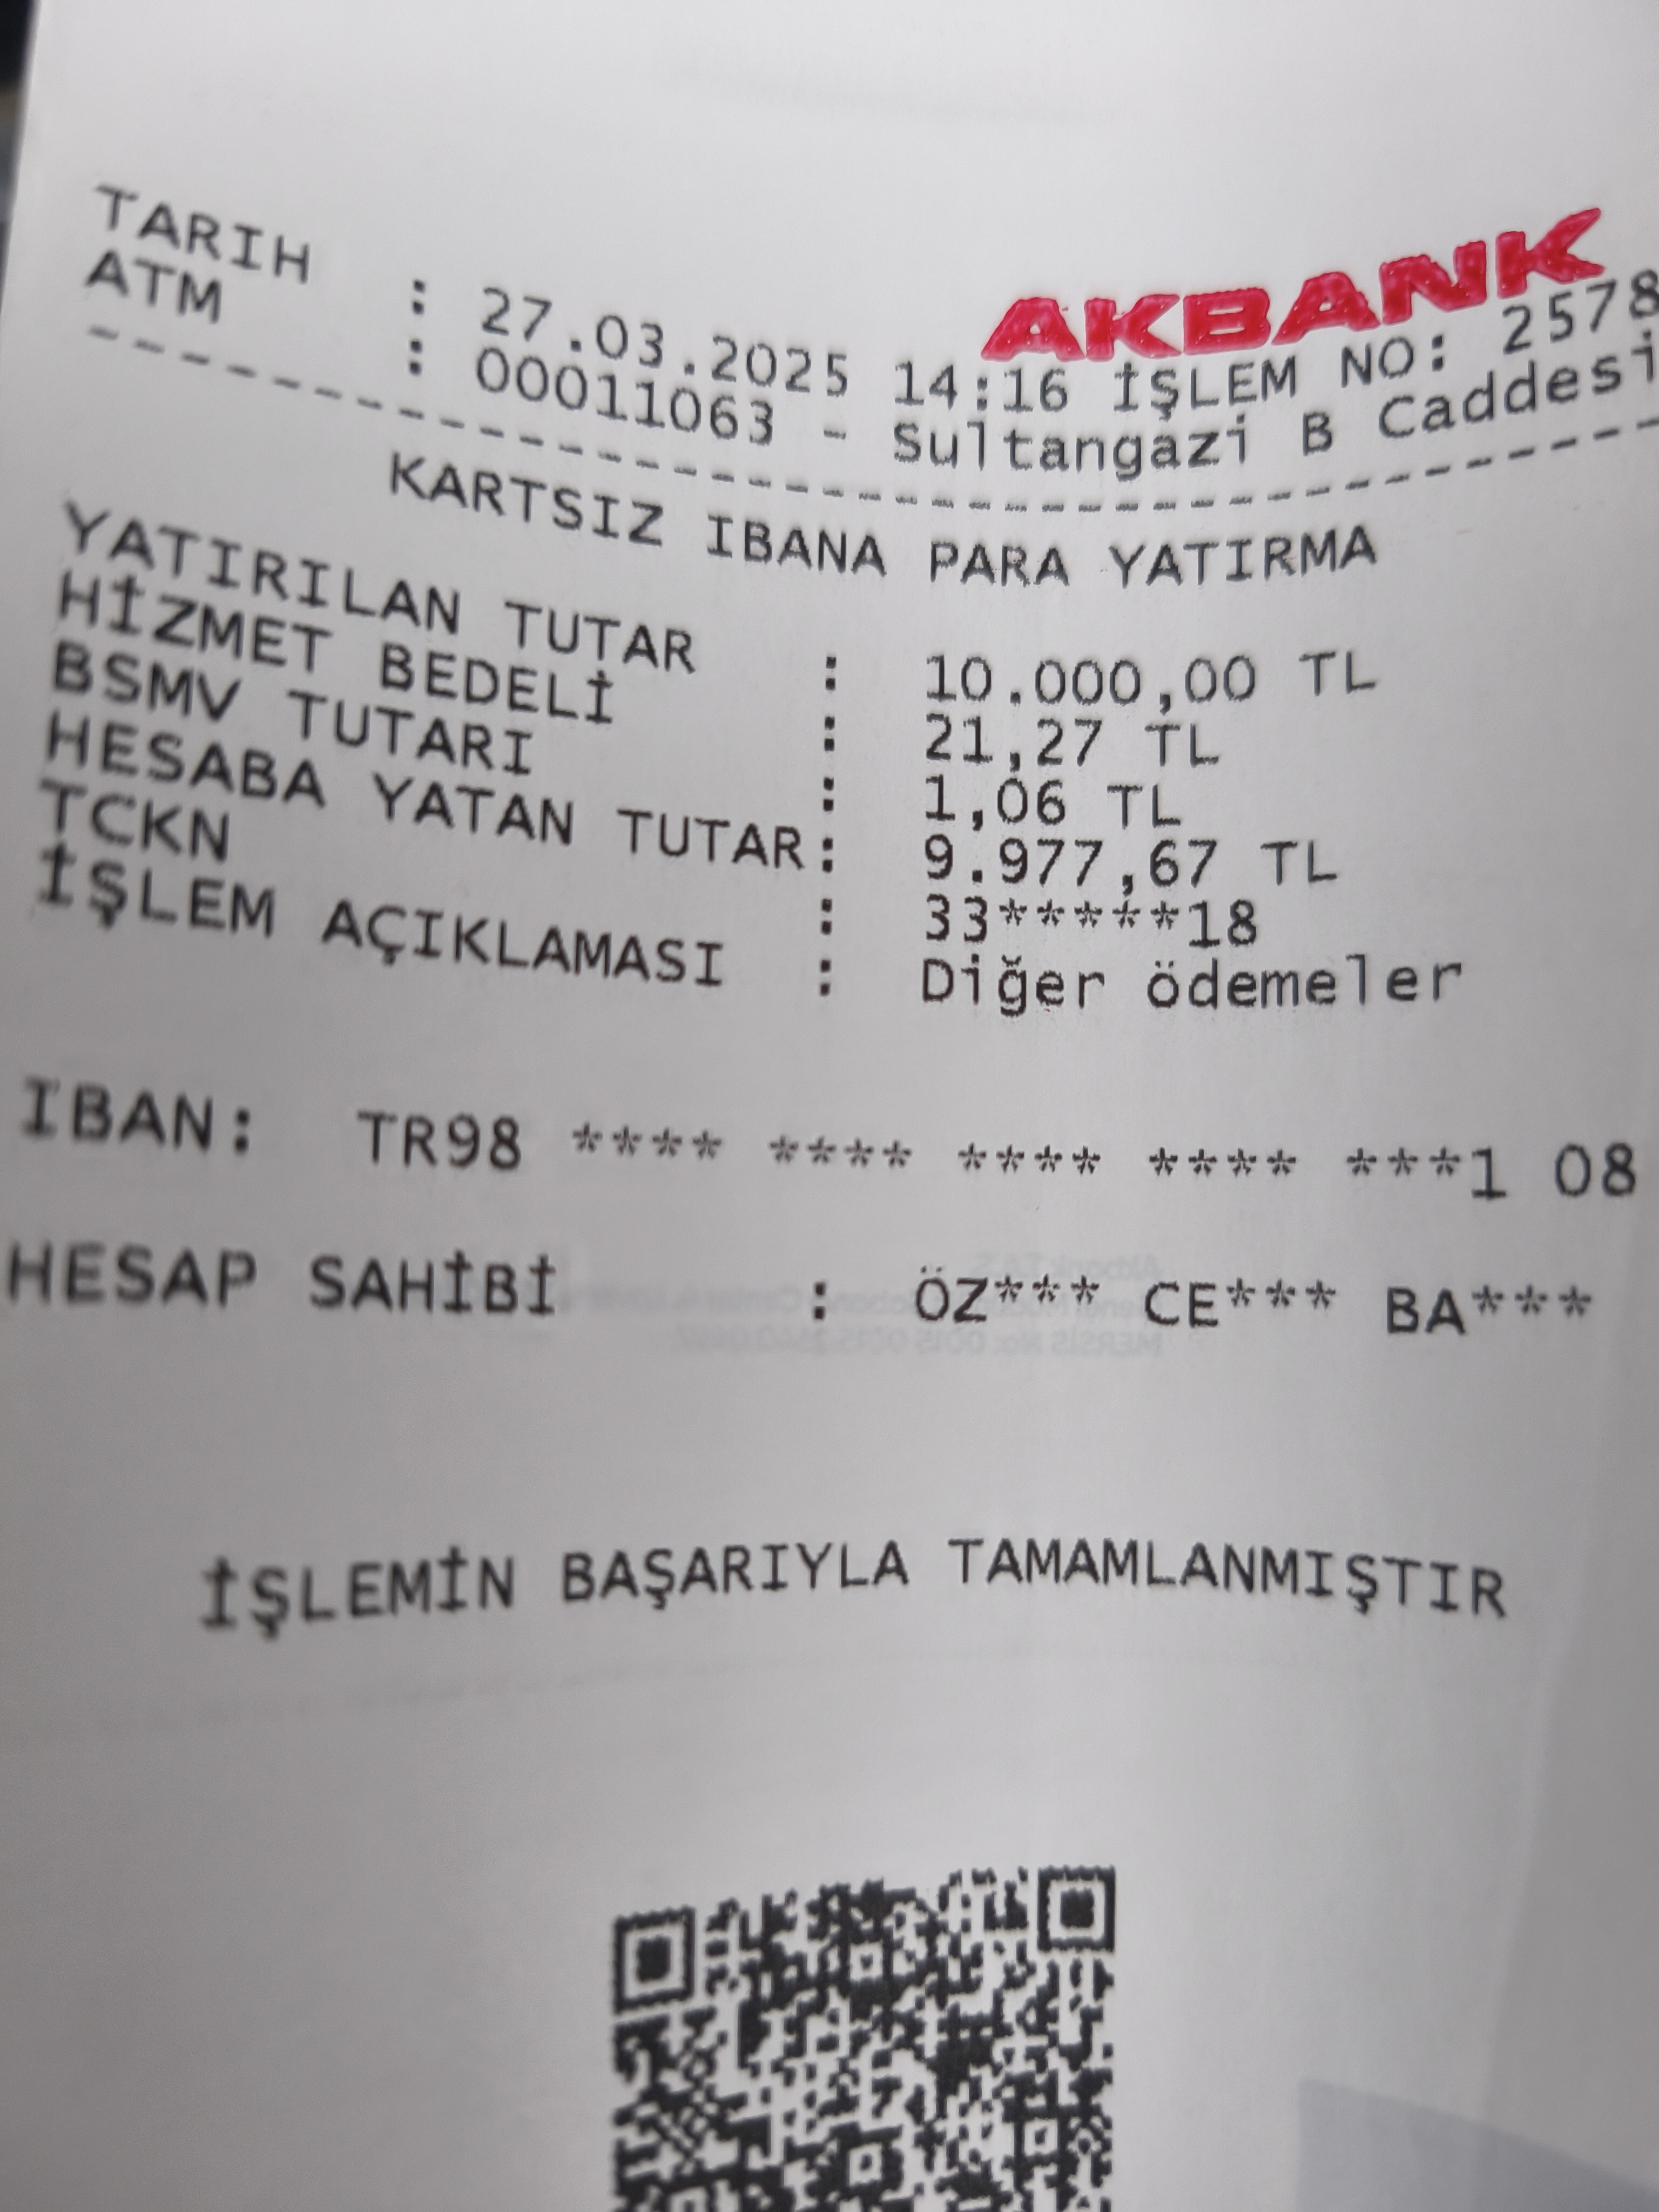 AKBANK
TARIH : 27.03.2025 14:16 İŞLEM NO: 2578
ATM : 00011063 - Sultangazi B Caddesi
KARTSIZ IBANA PARA YATIRMA
YATIRILAN TUTAR : 10.000,00 TL
HİZMET BEDELİ : 21,27 TL
BSMV TUTARI : 1,06 TL
HESABA YATAN TUTAR: 9.977,67 TL
TCKN : 33*****18
İŞLEM AÇIKLAMASI : Diğer ödemeler
IBAN: TR98 **** **** **** **** ***1 08
HESAP SAHİBİ : ÖZ*** CE*** BA***
İŞLEMİN BAŞARIYLA TAMAMLANMIŞTIR